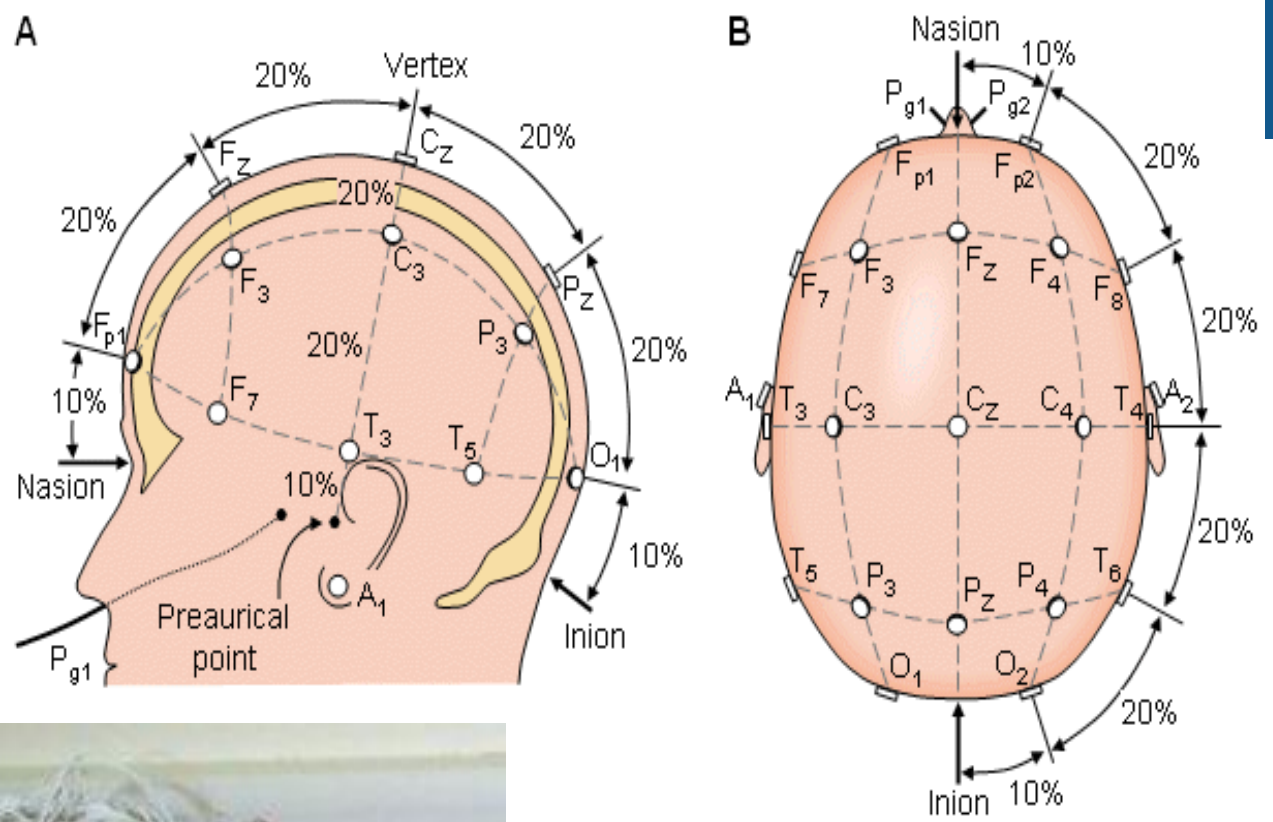 A
20%
Vertex
20%
20%
Fz
Cz
20%
Fp1
F3
C3
Pz
P3
20%
20%
10%
F7
T3
T5
O1
Nasion
10%
10%
Preaurical
point
A1
Inion
Pg1
B
Nasion
10%
Pg1
Pg2
Fp1
Fp2
20%
F7
F3
Fz
F4
F8
20%
A1
T3
C3
Cz
C4
T4
A2
20%
T5
P3
Pz
P4
T6
O1
O2
20%
Inion
10%